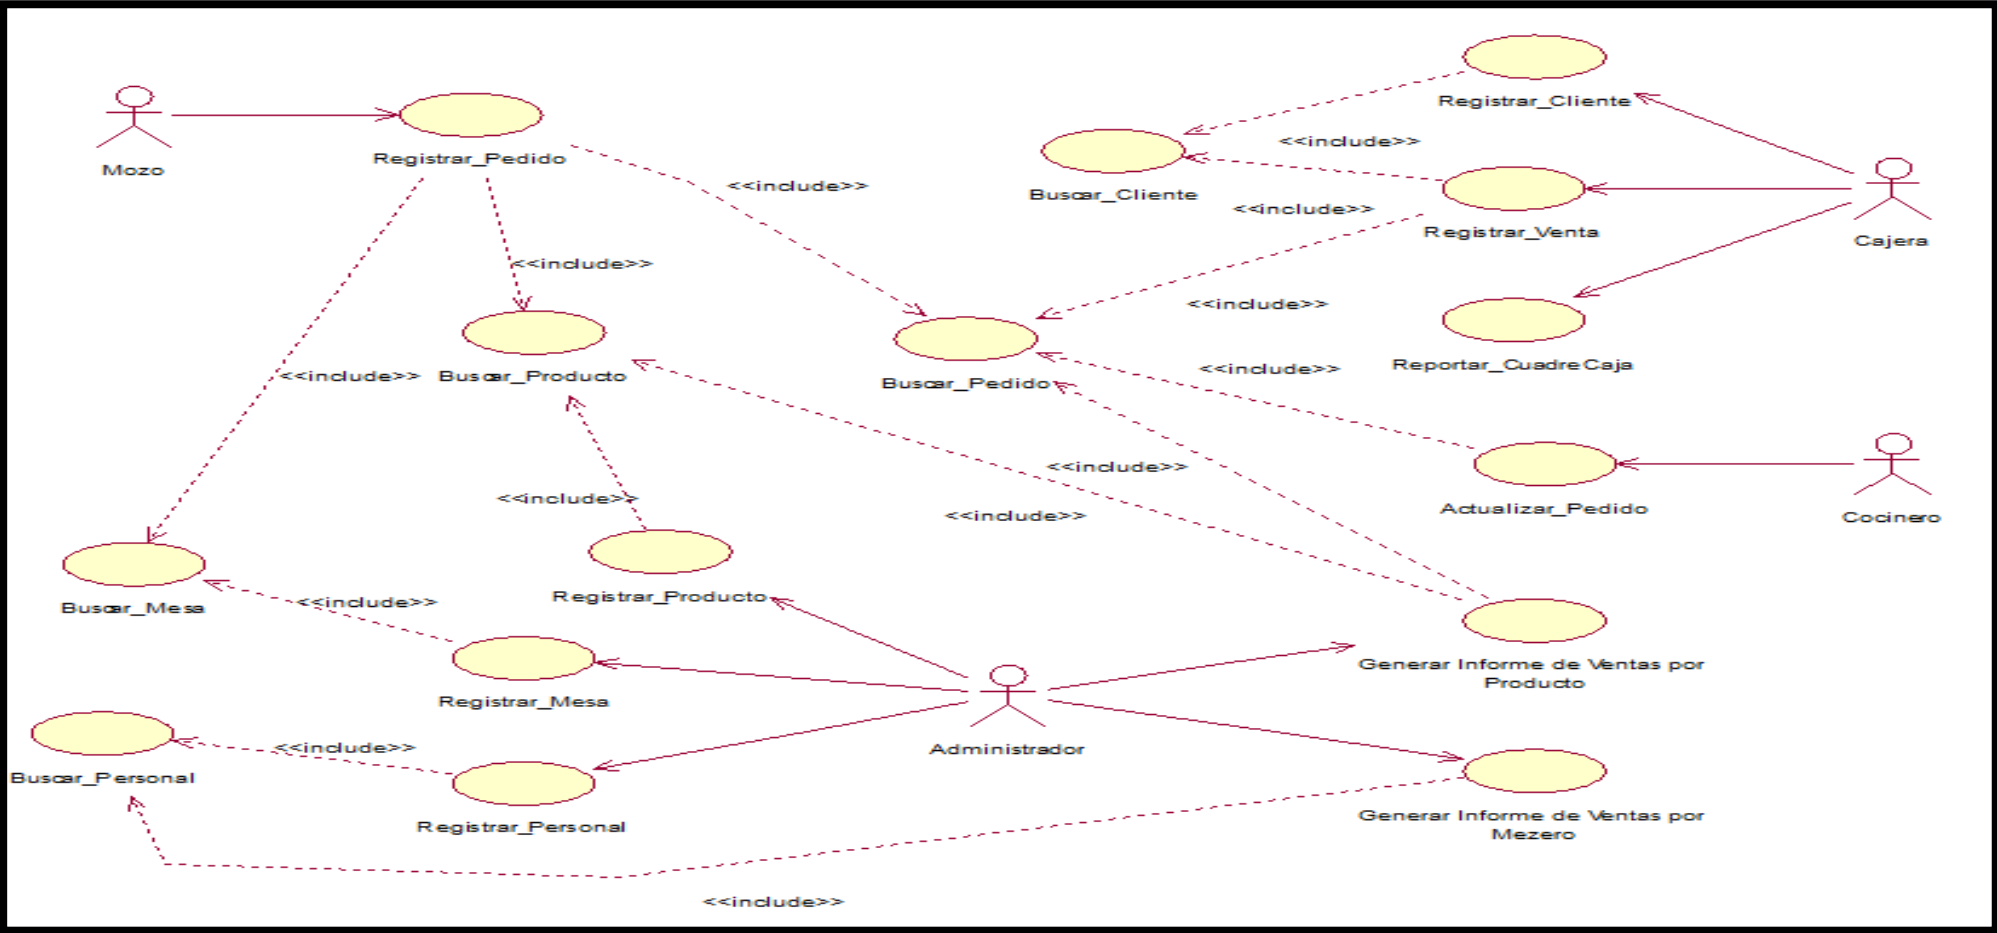 Registrar_Cliente
<<include>>
Mozo
Registrar_Pedido
<<include>>
Buscar_Cliente
<<include>>
Registrar_Venta
Cajera
<<include>>
<<include>>
Reportar_CuadreCaja
<<include>>
<<include>>
Buscar_Producto
Buscar_Pedido
<<include>>
<<include>>
<<include>>
Actualizar_Pedido
Cocinero
Registrar_Producto
<<include>>
Buscar_Mesa
Generar Informe de Ventas por
Producto
Registrar_Mesa
Administrador
<<include>>
Buscar_Personal
Generar Informe de Ventas por
Mezero
Registrar_Personal
<<include>>